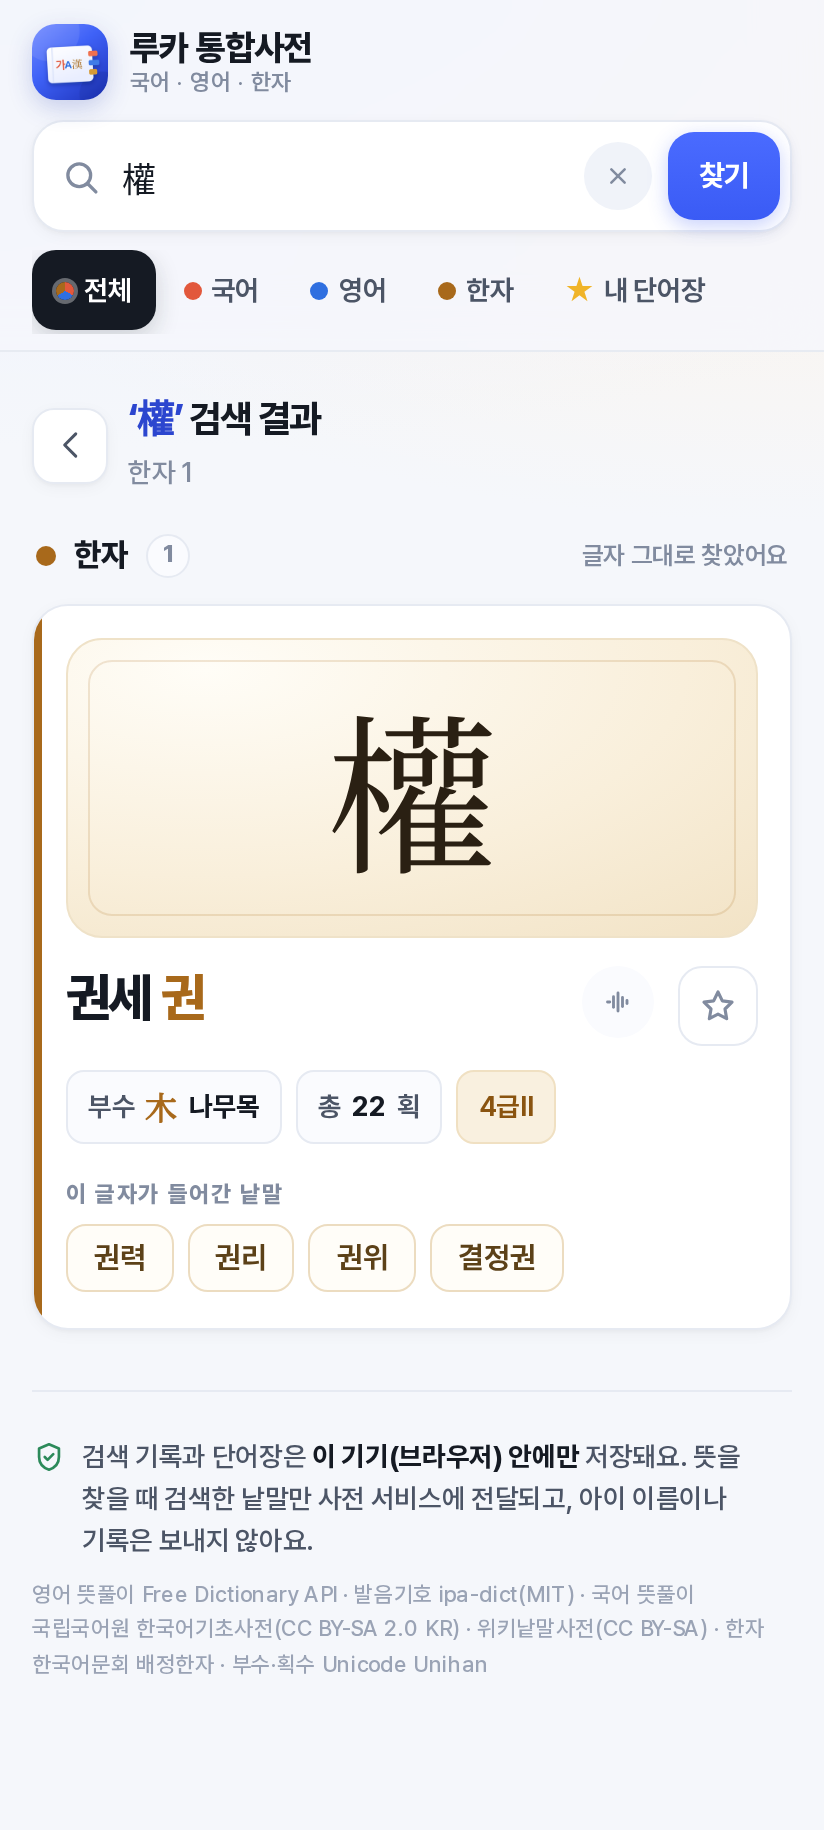 가A漢
루카 통합사전
국어 · 영어 · 한자
權
찾기
전체 국어 영어 한자 내 단어장
‘權’ 검색 결과
한자 1
한자 1 글자 그대로 찾았어요
權
권세 권
부수 木 나무목 총 22 획 4급II
이 글자가 들어간 낱말
권력 권리 권위 결정권
검색 기록과 단어장은 이 기기(브라우저) 안에만 저장돼요. 뜻을
찾을 때 검색한 낱말만 사전 서비스에 전달되고, 아이 이름이나
기록은 보내지 않아요.
영어 뜻풀이 Free Dictionary API · 발음기호 ipa-dict(MIT) · 국어 뜻풀이
국립국어원 한국어기초사전(CC BY-SA 2.0 KR) · 위키낱말사전(CC BY-SA) · 한자
한국어문회 배정한자 · 부수·획수 Unicode Unihan